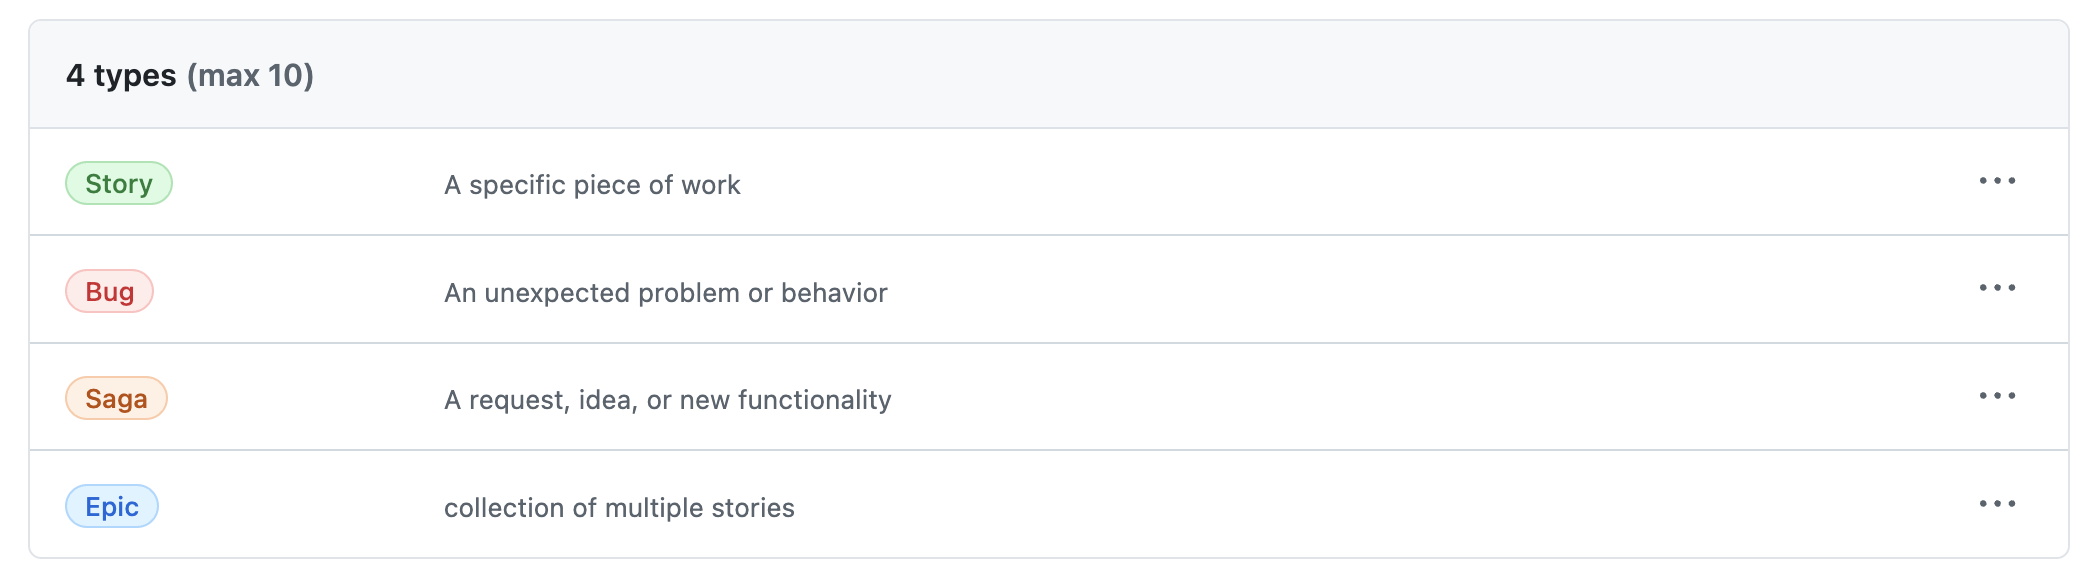 4 types (max 10)
Story
A specific piece of work
Bug
An unexpected problem or behavior
Saga
A request, idea, or new functionality
Epic
collection of multiple stories